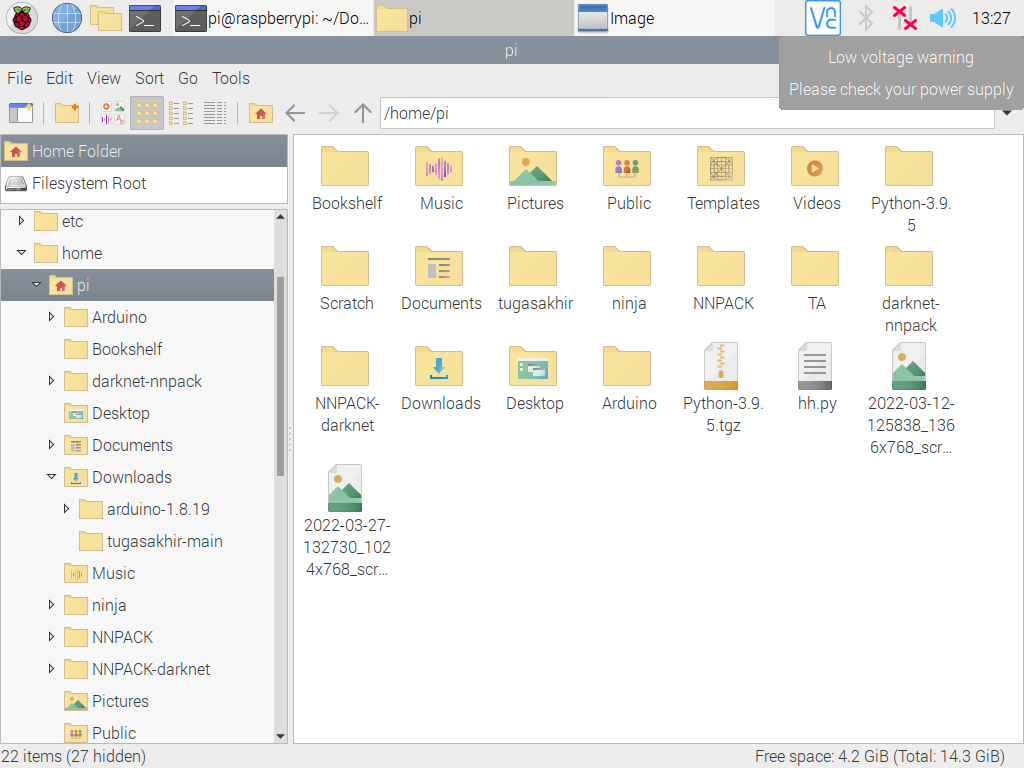 pi@raspberrypi: ~/Do...
pi
Image
V2
13:27
pi
Low voltage warning
Please check your power supply
File Edit View Sort Go Tools
/home/pi
Home Folder
Filesystem Root
etc
home
pi
Arduino
Bookshelf
darknet-nnpack
Desktop
Documents
Downloads
arduino-1.8.19
tugasakhir-main
Music
ninja
NNPACK
NNPACK-darknet
Pictures
Public
Bookshelf
Music
Pictures
Public
Templates
Videos
Python-3.9.
5
Scratch
Documents
tugasakhir
ninja
NNPACK
TA
darknet-
nnpack
NNPACK-
darknet
Downloads
Desktop
Arduino
Python-3.9.
5.tgz
hh.py
2022-03-12-
125838_136
6x768_scr...
2022-03-27-
132730_102
4x768_scr...
22 items (27 hidden)
Free space: 4.2 GiB (Total: 14.3 GiB)